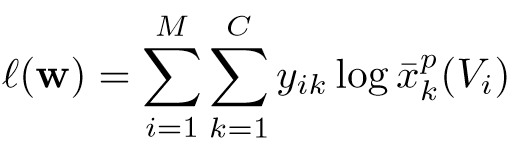 ℓ(𝐰) = ∑_{i=1}^{M} ∑_{k=1}^{C} y_{ik} log x̄_k^p(V_i)